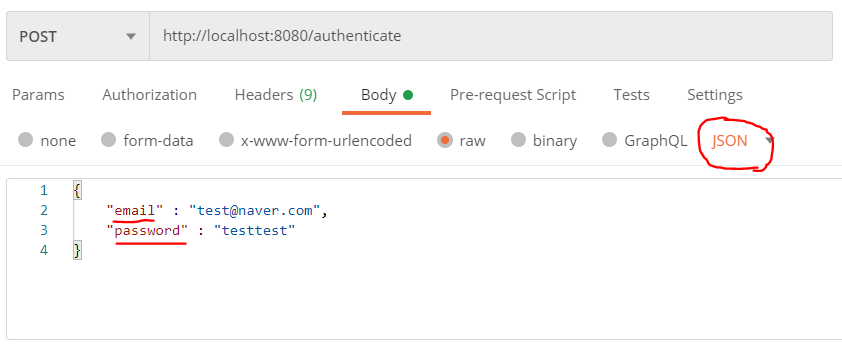 POST http://localhost:8080/authenticate
Params Authorization Headers (9) Body Pre-request Script Tests Settings
none form-data x-www-form-urlencoded raw binary GraphQL JSON
1 {
2 "email" : "test@naver.com",
3 "password" : "testtest"
4 }